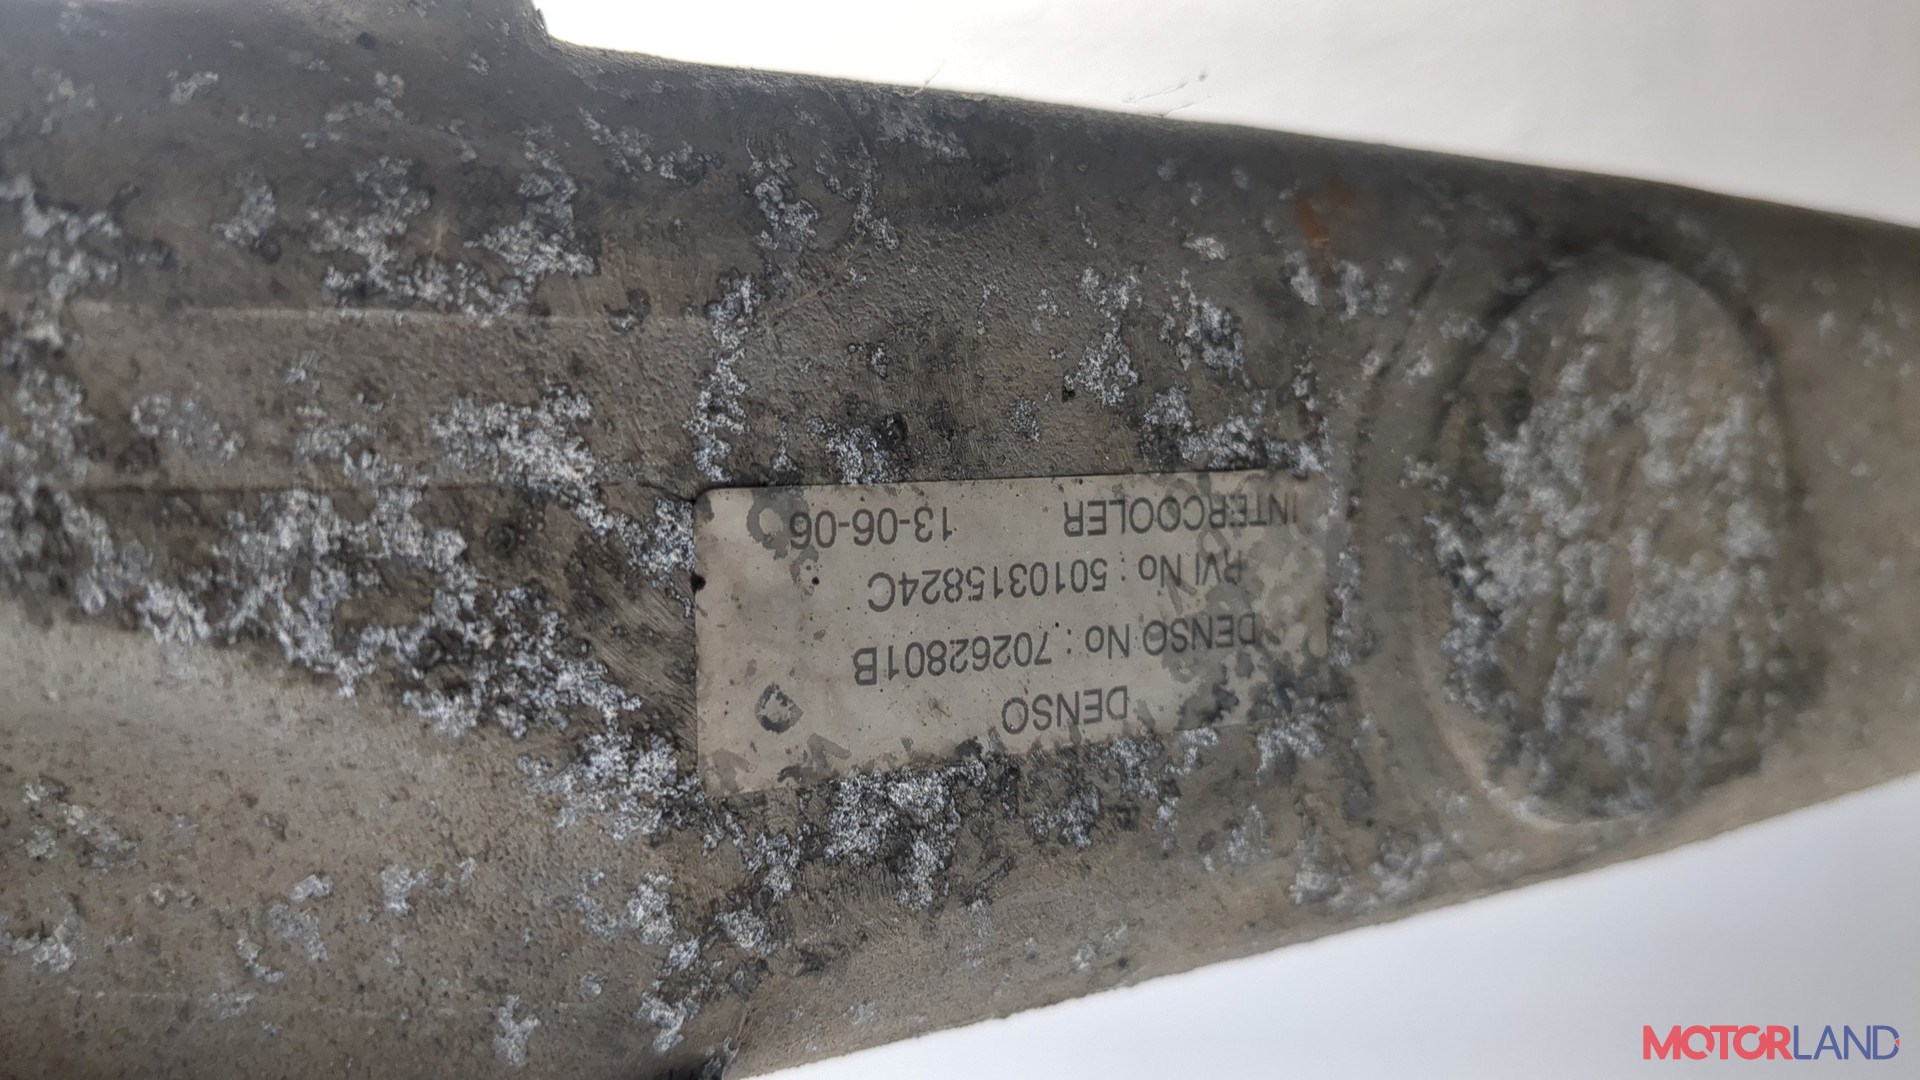 DENSO
DENSO No : 70262801B
RVI No : 5010315824C
INTERCOOLER 13-06-06
MOTORLAND